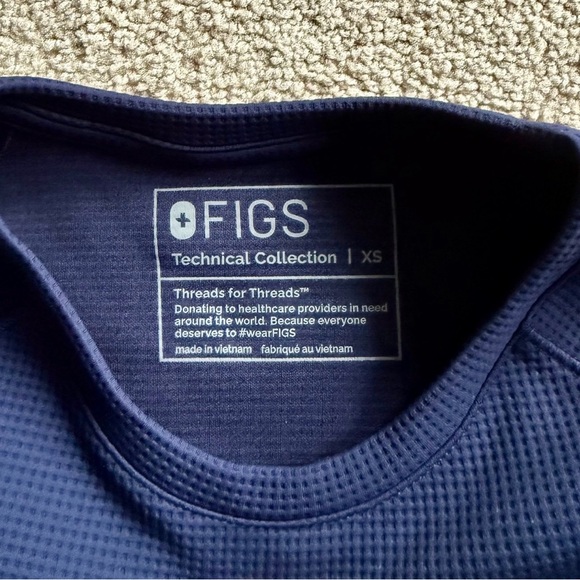 FIGS
Technical Collection | XS
Threads for Threads™
Donating to healthcare providers in need
around the world. Because everyone
deserves to #wearFIGS
made in vietnam fabriqué au vietnam